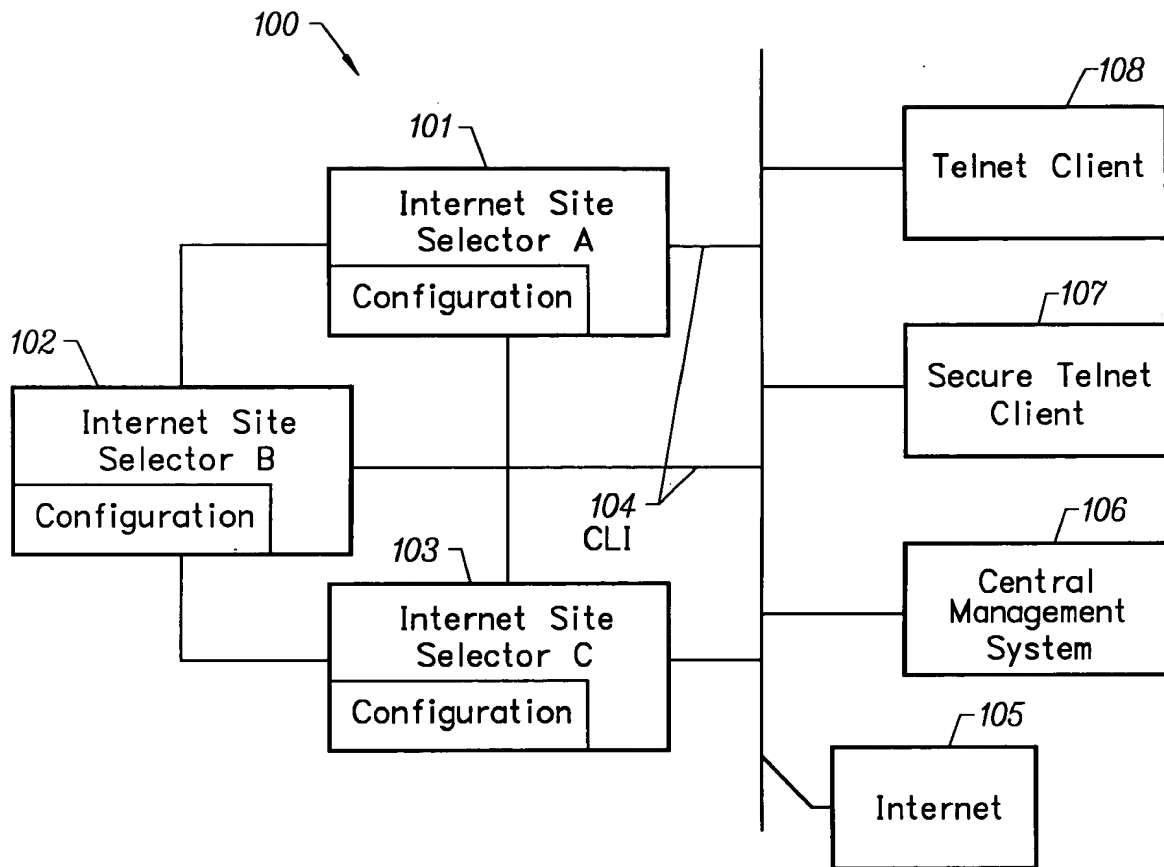 100
101
Internet Site
Selector A
Configuration
102
Internet Site
Selector B
Configuration
103
Internet Site
Selector C
Configuration
104
CLI
108
Telnet Client
107
Secure Telnet
Client
106
Central
Management
System
105
Internet